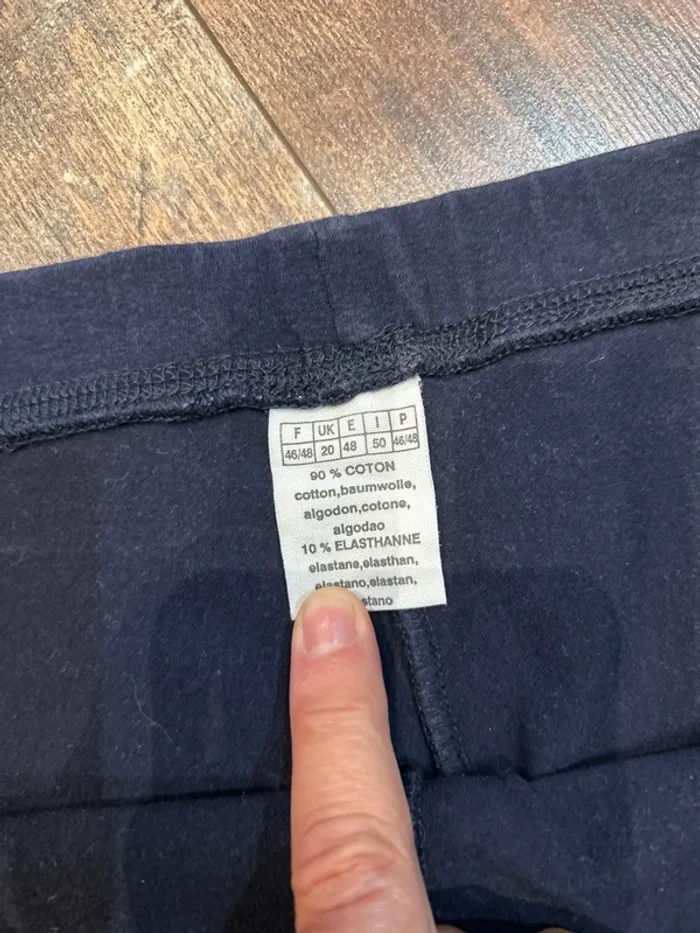 F UK E I P
46/48 20 48 50 46/48
90 % COTON
cotton,baumwolle,
algodon,cotone,
algodao
10 % ELASTHANNE
elastane,elasthan,
elastano,elastan,
stano